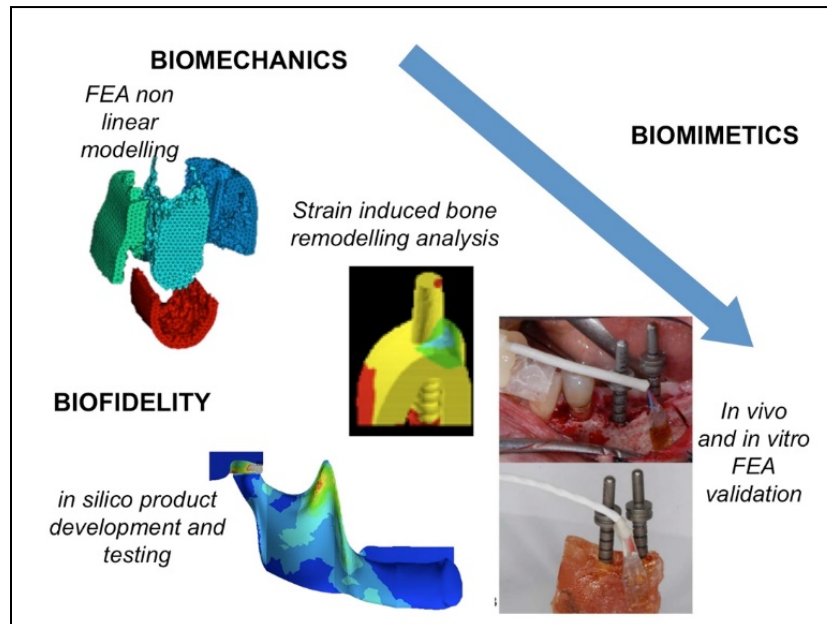 BIOMECHANICS
FEA non
linear
modelling
BIOMIMETICS
Strain induced bone
remodelling analysis
BIOFIDELITY
in silico product
development and
testing
In vivo
and in vitro
FEA
validation